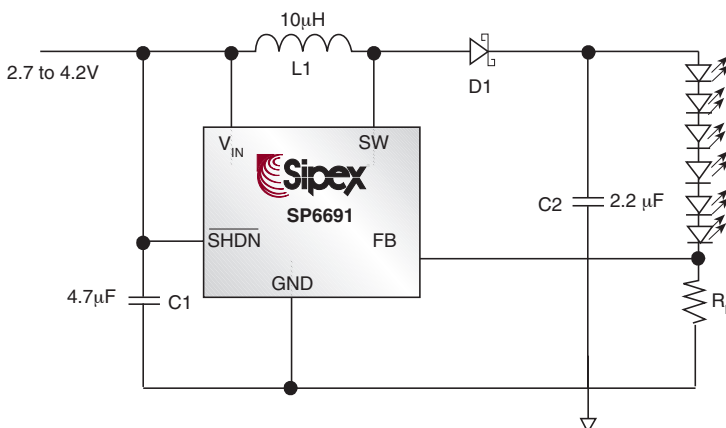 10µH
L1
2.7 to 4.2V
D1
VIN
SW
Sipex
SP6691
SHDN
FB
GND
C2
2.2 µF
4.7µF
C1